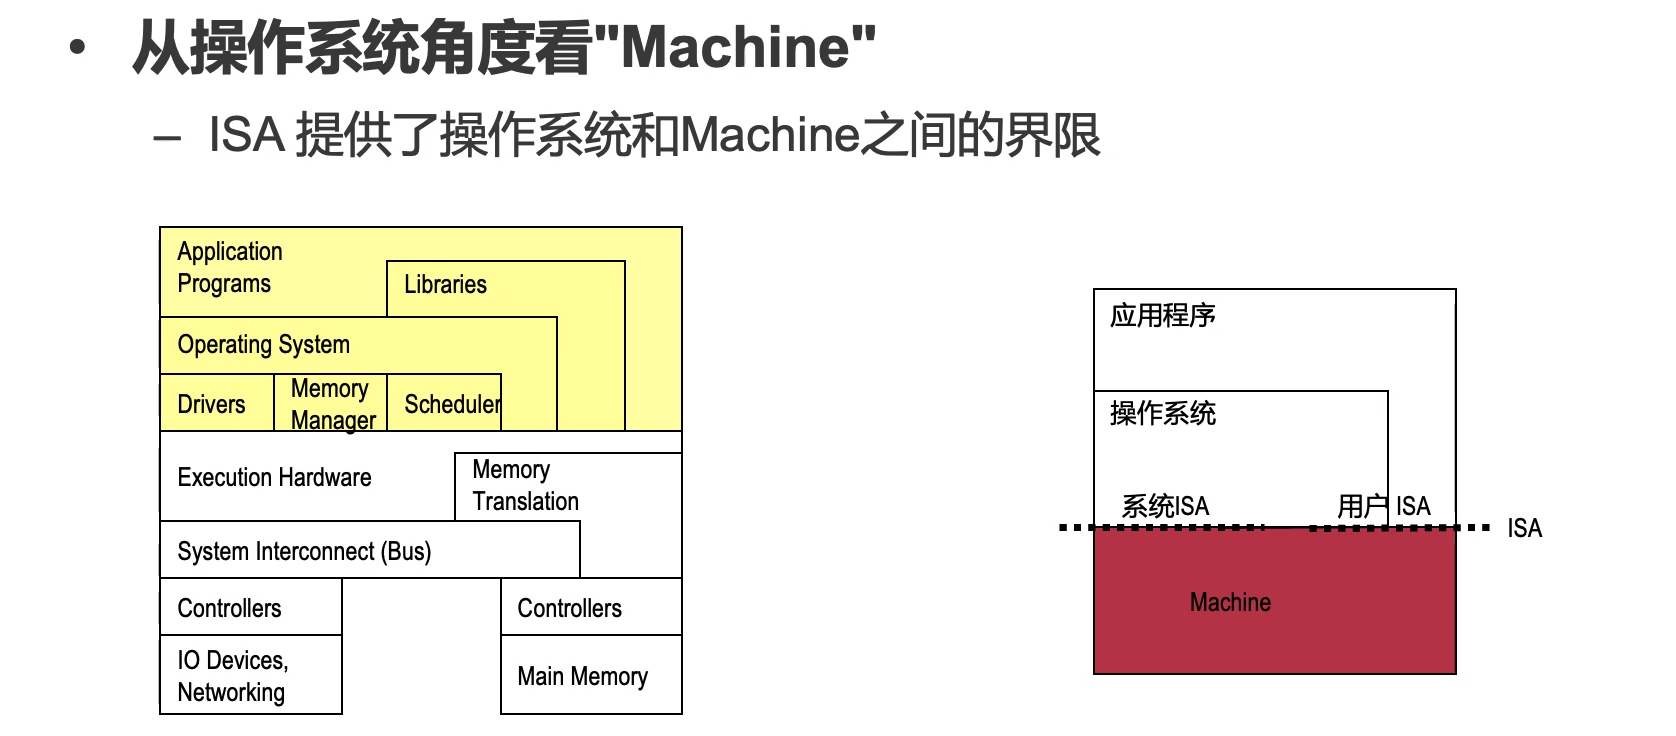 • 从操作系统角度看"Machine"
– ISA 提供了操作系统和Machine之间的界限
Application
Programs
Libraries
Operating System
Drivers
Memory
Manager
Scheduler
Execution Hardware
Memory
Translation
System Interconnect (Bus)
Controllers
Controllers
IO Devices,
Networking
Main Memory
应用程序
操作系统
系统ISA
用户 ISA
ISA
Machine